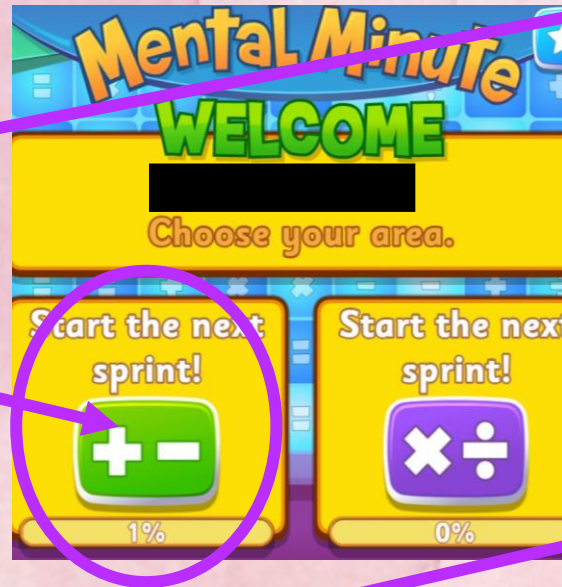 Mental Minute
WELCOME
Choose your area.
Start the next
sprint!
+ −
1%
Start the next
sprint!
× ÷
0%